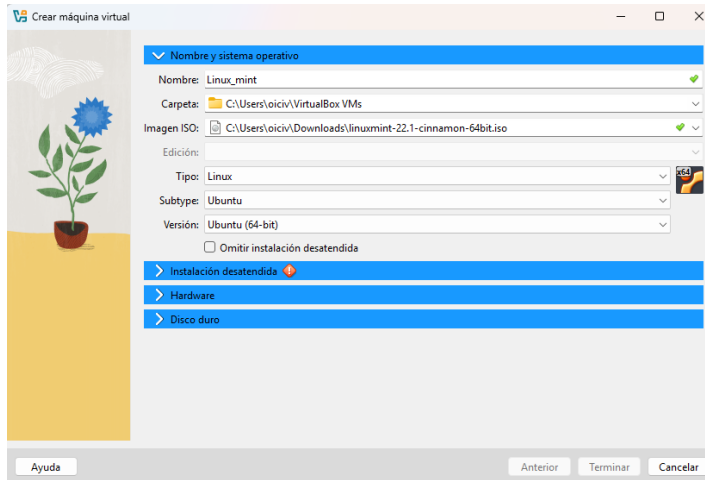 Crear máquina virtual
Nombre y sistema operativo
Nombre: Linux_mint
Carpeta: C:\Users\oiciv\VirtualBox VMs
Imagen ISO: C:\Users\oiciv\Downloads\linuxmint-22.1-cinnamon-64bit.iso
Edición:
Tipo: Linux
x64
Subtype: Ubuntu
Versión: Ubuntu (64-bit)
Omitir instalación desatendida
Instalación desatendida
Hardware
Disco duro
Ayuda Anterior Terminar Cancelar